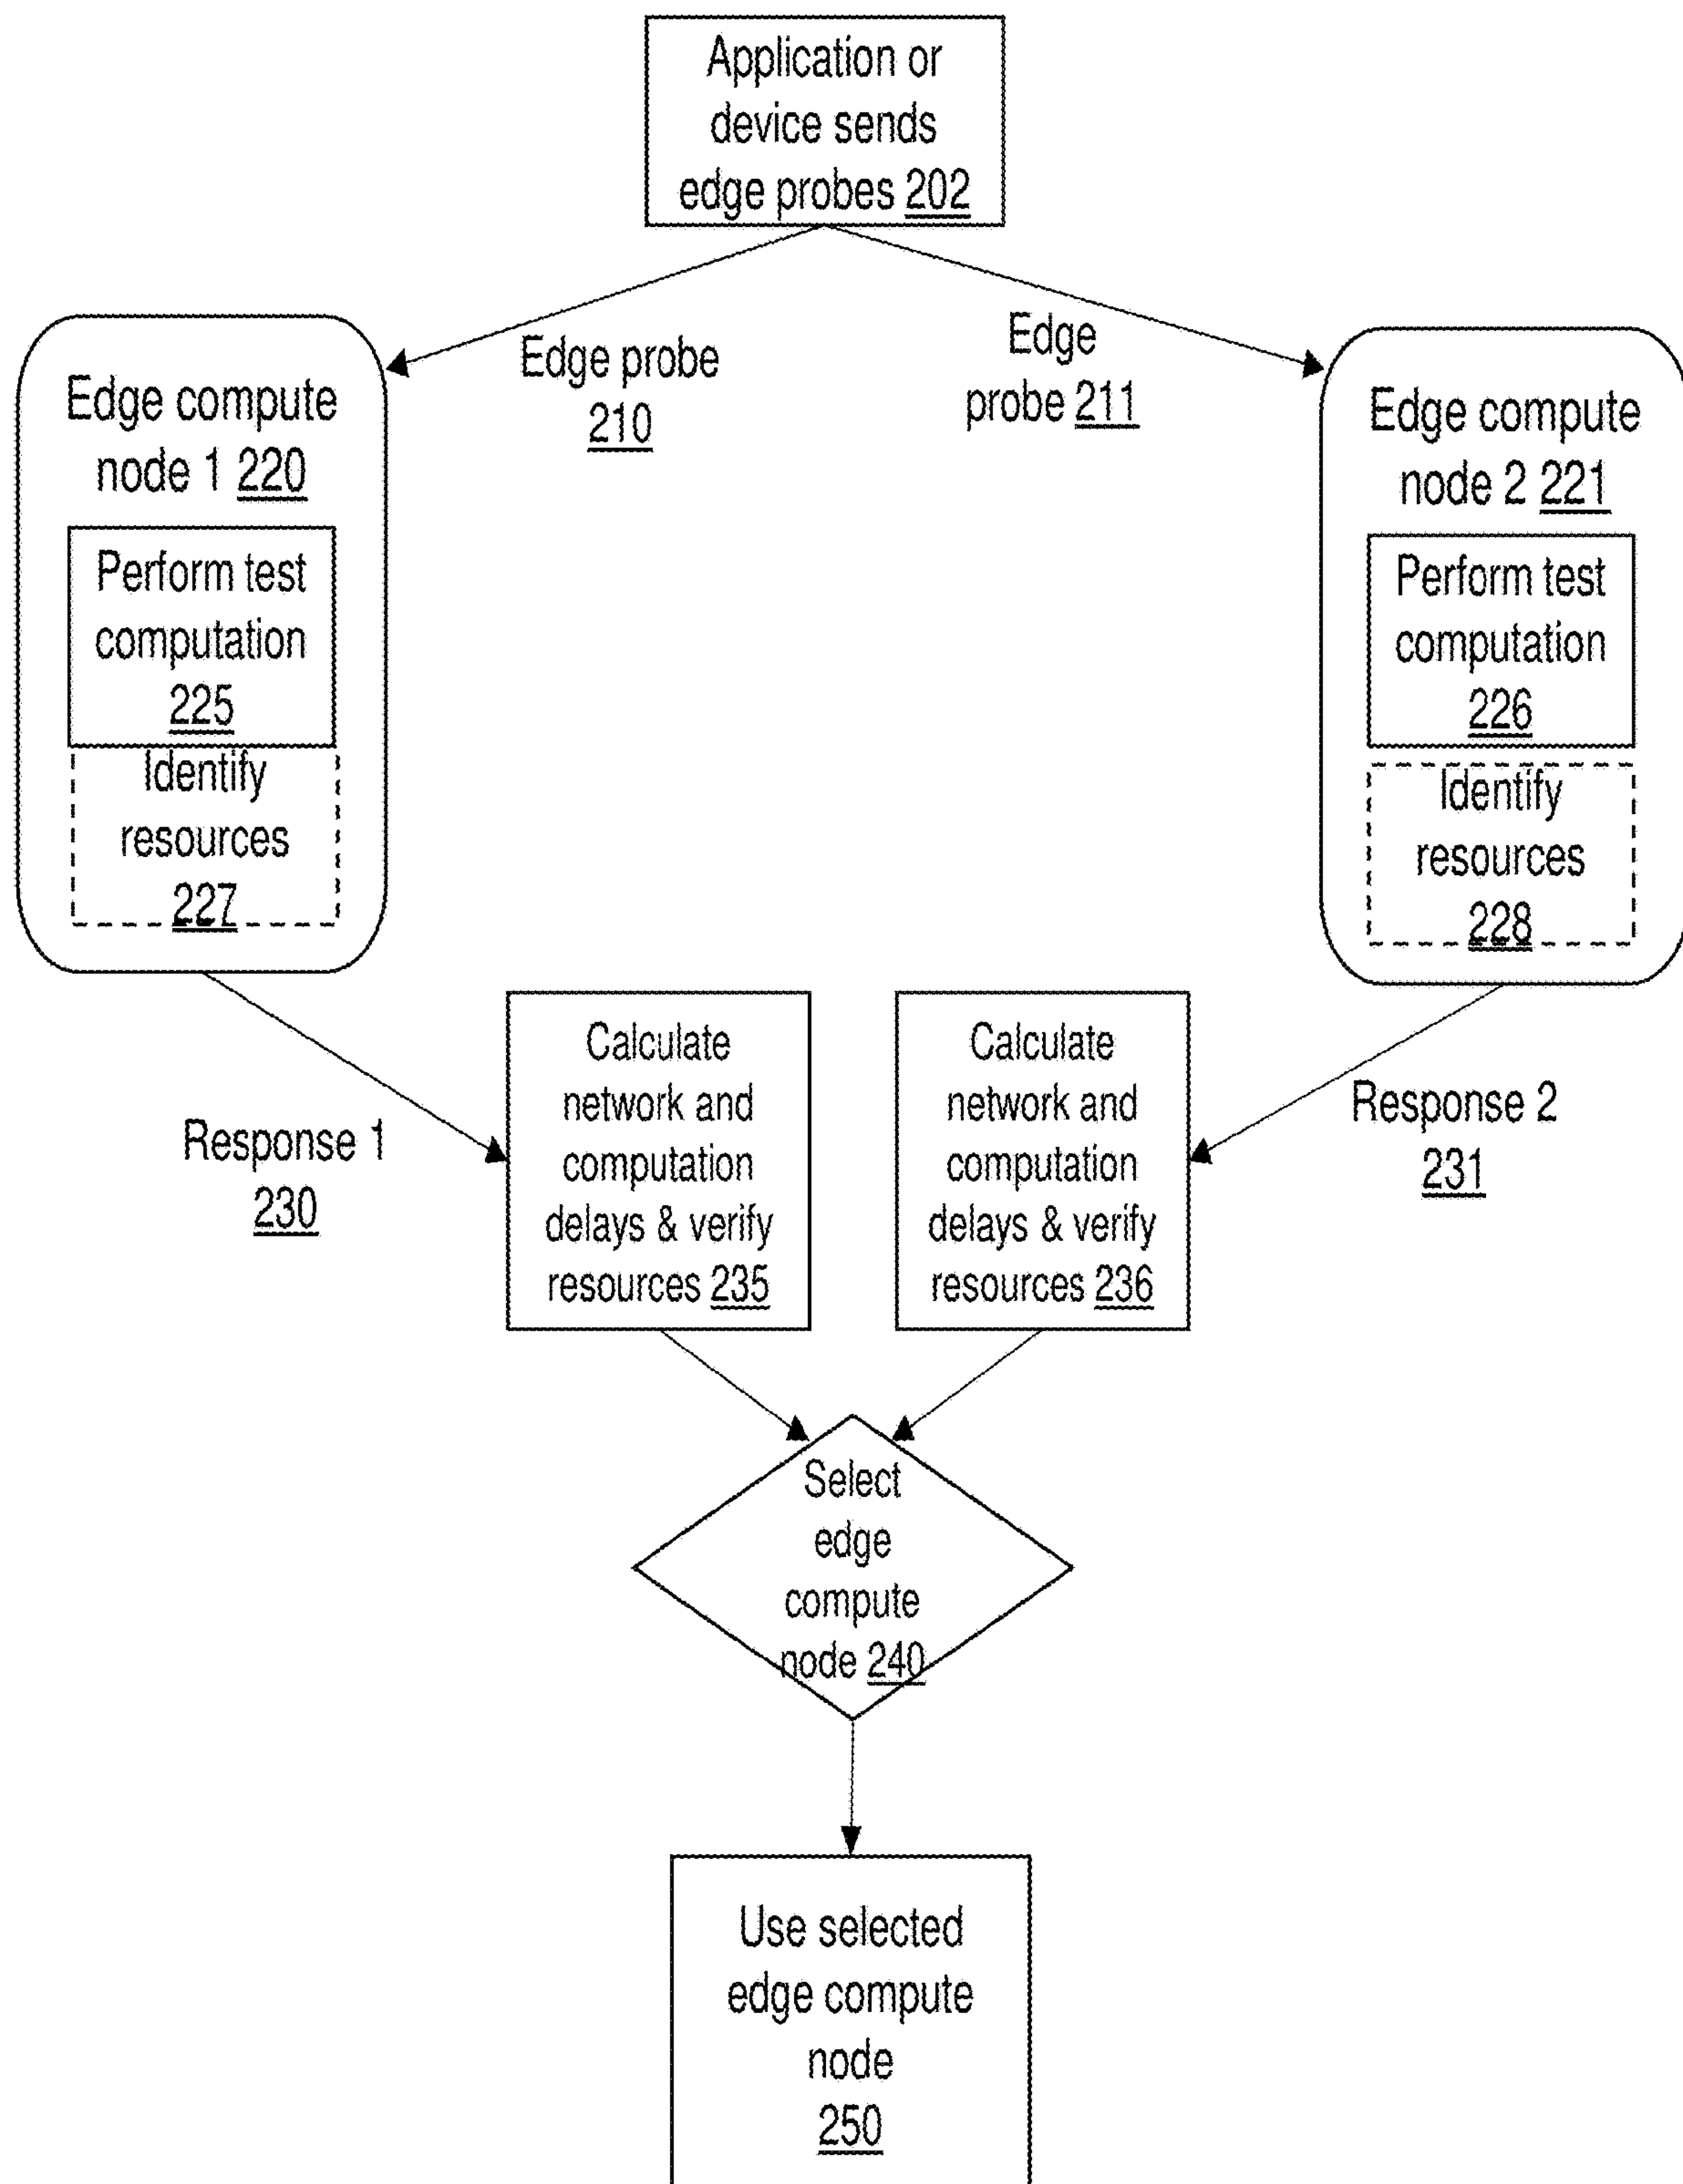 Application or
device sends
edge probes 202
Edge probe
210
Edge
probe 211
Edge compute
node 1 220
Perform test
computation
225
Identify
resources
227
Edge compute
node 2 221
Perform test
computation
226
Identify
resources
228
Response 1
230
Calculate
network and
computation
delays & verify
resources 235
Calculate
network and
computation
delays & verify
resources 236
Response 2
231
Select
edge
compute
node 240
Use selected
edge compute
node
250